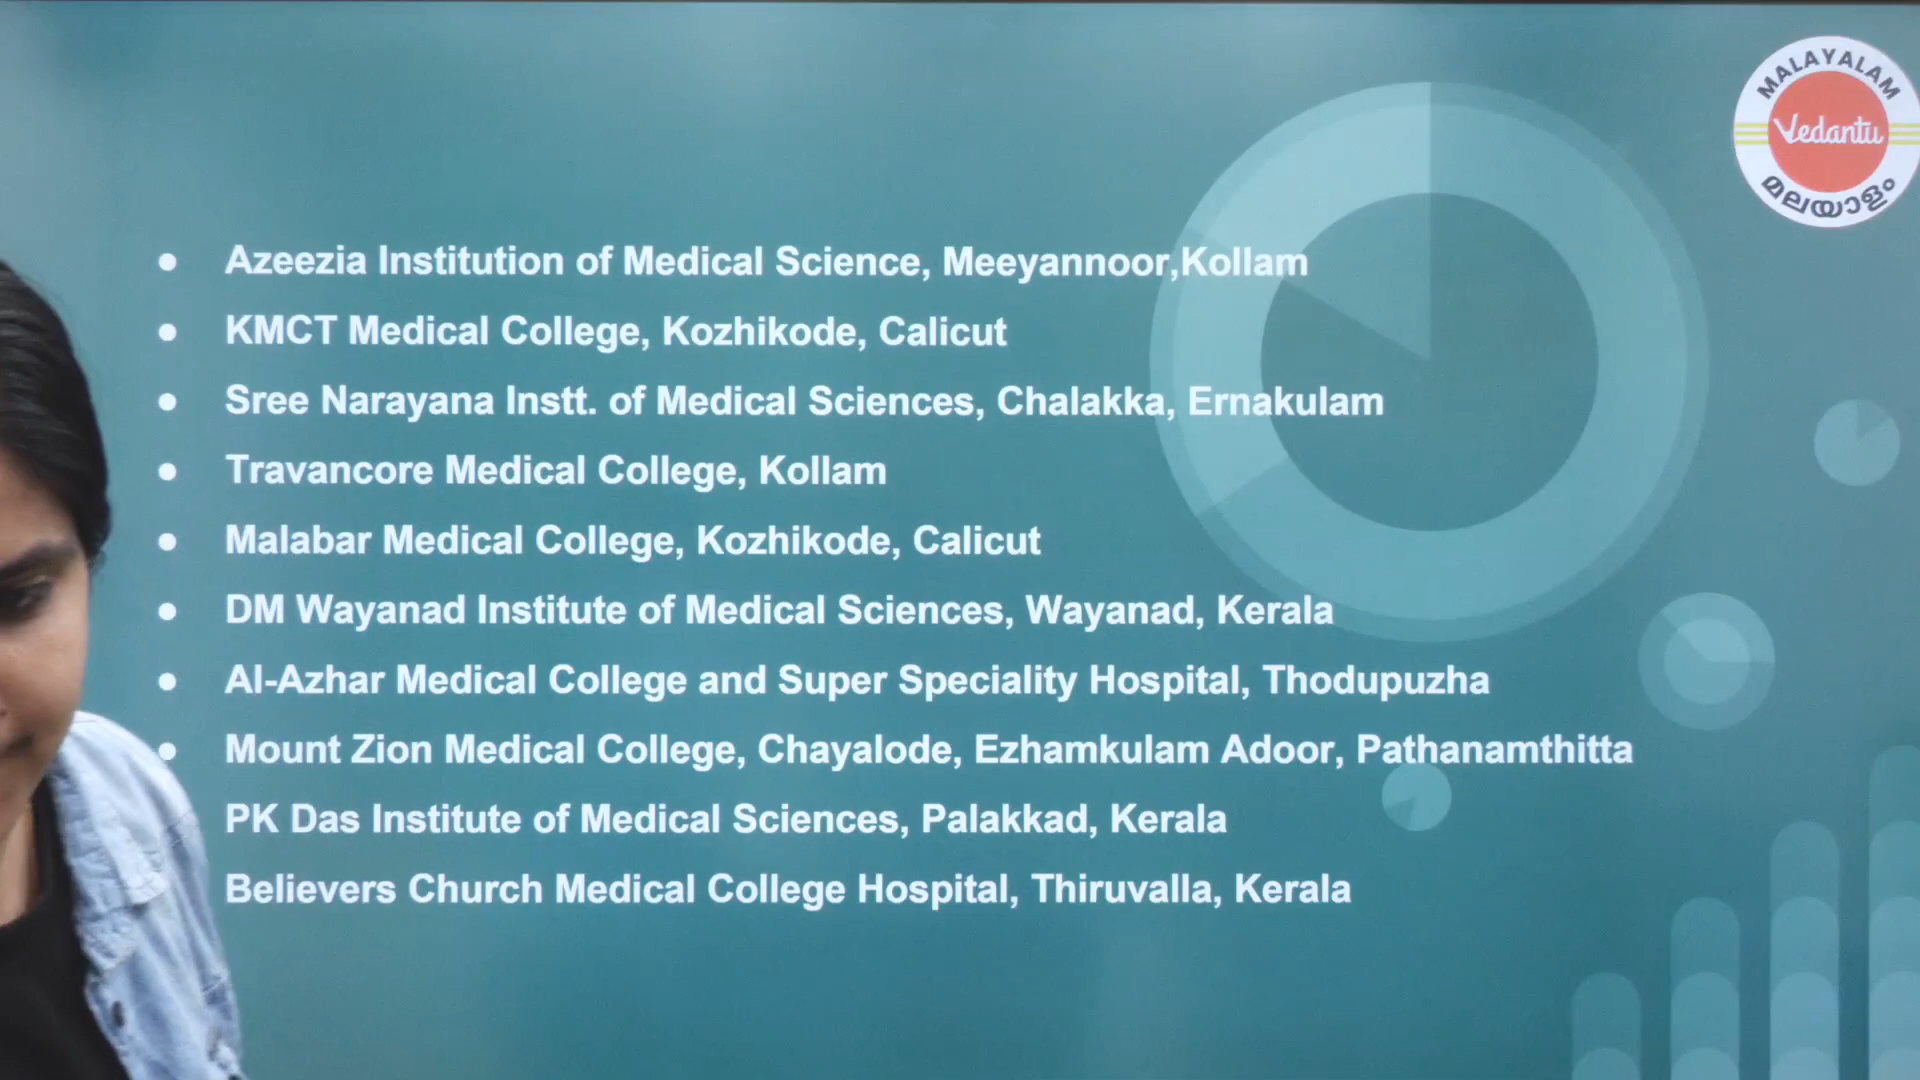 MALAYALAM
Vedantu
മലയാളം
● Azeezia Institution of Medical Science, Meeyannoor,Kollam
● KMCT Medical College, Kozhikode, Calicut
● Sree Narayana Instt. of Medical Sciences, Chalakka, Ernakulam
● Travancore Medical College, Kollam
● Malabar Medical College, Kozhikode, Calicut
● DM Wayanad Institute of Medical Sciences, Wayanad, Kerala
● Al-Azhar Medical College and Super Speciality Hospital, Thodupuzha
● Mount Zion Medical College, Chayalode, Ezhamkulam Adoor, Pathanamthitta
PK Das Institute of Medical Sciences, Palakkad, Kerala
Believers Church Medical College Hospital, Thiruvalla, Kerala